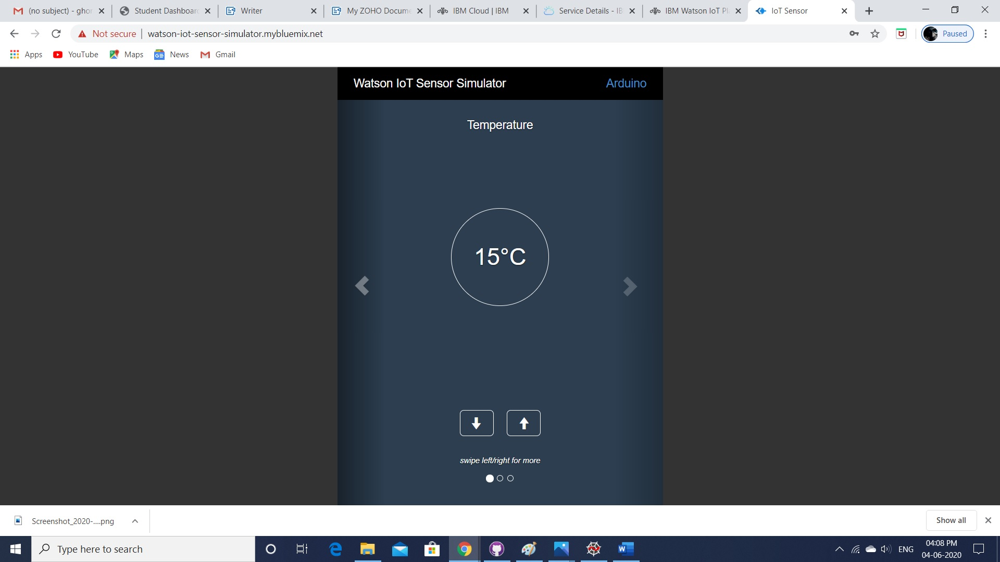 (no subject) - ghor
Student Dashboard
Writer
My ZOHO Docume
IBM Cloud | IBM
Service Details - IB
IBM Watson IoT Pl
IoT Sensor
Not secure
watson-iot-sensor-simulator.mybluemix.net
Paused
Apps
YouTube
Maps
News
Gmail
Watson IoT Sensor Simulator
Arduino
Temperature
15°C
swipe left/right for more
Screenshot_2020-....png
Show all
Type here to search
ENG
04:08 PM
04-06-2020